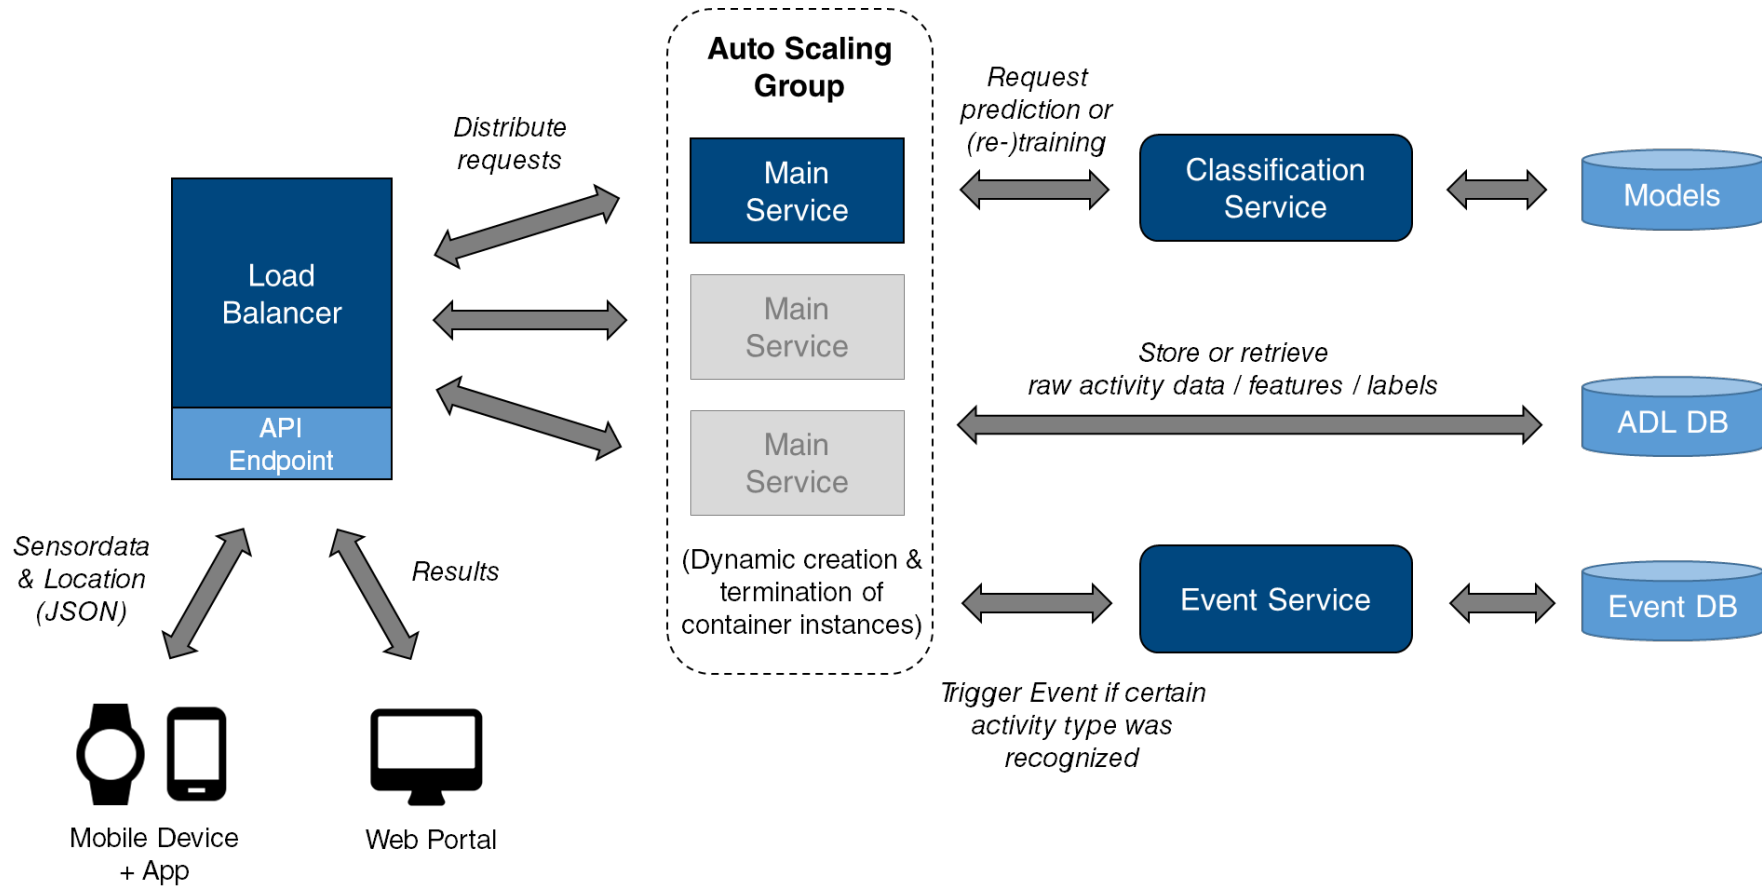 Auto Scaling
Group
Distribute
requests
Request
prediction or
(re-)training
Main
Service
Classification
Service
Models
Load
Balancer
Main
Service
Store or retrieve
raw activity data / features / labels
API
Endpoint
Main
Service
ADL DB
Sensordata
& Location
(JSON)
Results
(Dynamic creation &
termination of
container instances)
Event Service
Event DB
Trigger Event if certain
activity type was
recognized
Mobile Device
+ App
Web Portal